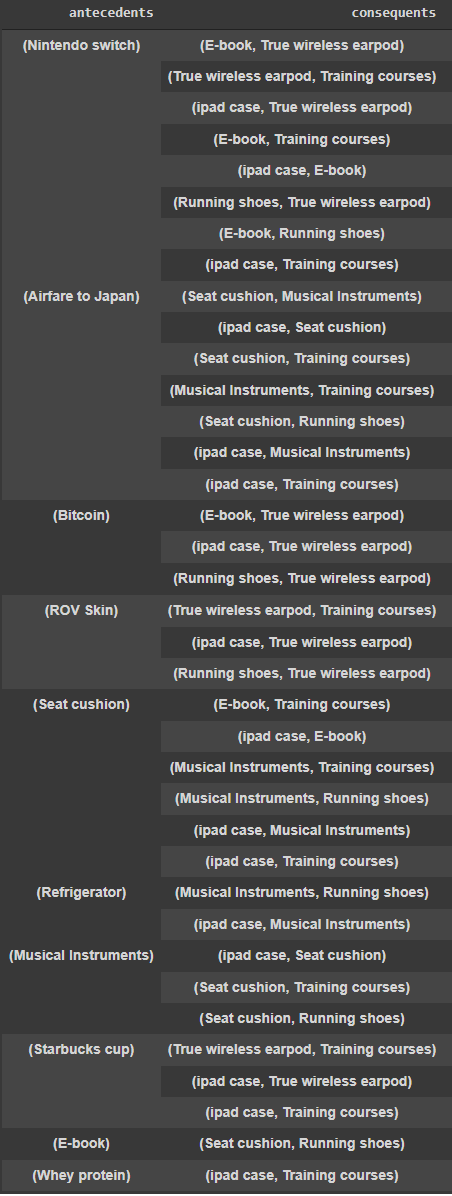 antecedents consequents
(Nintendo switch) (E-book, True wireless earpod)
(True wireless earpod, Training courses)
(ipad case, True wireless earpod)
(E-book, Training courses)
(ipad case, E-book)
(Running shoes, True wireless earpod)
(E-book, Running shoes)
(ipad case, Training courses)
(Airfare to Japan) (Seat cushion, Musical Instruments)
(ipad case, Seat cushion)
(Seat cushion, Training courses)
(Musical Instruments, Training courses)
(Seat cushion, Running shoes)
(ipad case, Musical Instruments)
(ipad case, Training courses)
(Bitcoin) (E-book, True wireless earpod)
(ipad case, True wireless earpod)
(Running shoes, True wireless earpod)
(ROV Skin) (True wireless earpod, Training courses)
(ipad case, True wireless earpod)
(Running shoes, True wireless earpod)
(Seat cushion) (E-book, Training courses)
(ipad case, E-book)
(Musical Instruments, Training courses)
(Musical Instruments, Running shoes)
(ipad case, Musical Instruments)
(ipad case, Training courses)
(Refrigerator) (Musical Instruments, Running shoes)
(ipad case, Musical Instruments)
(Musical Instruments) (ipad case, Seat cushion)
(Seat cushion, Training courses)
(Seat cushion, Running shoes)
(Starbucks cup) (True wireless earpod, Training courses)
(ipad case, True wireless earpod)
(ipad case, Training courses)
(E-book) (Seat cushion, Running shoes)
(Whey protein) (ipad case, Training courses)